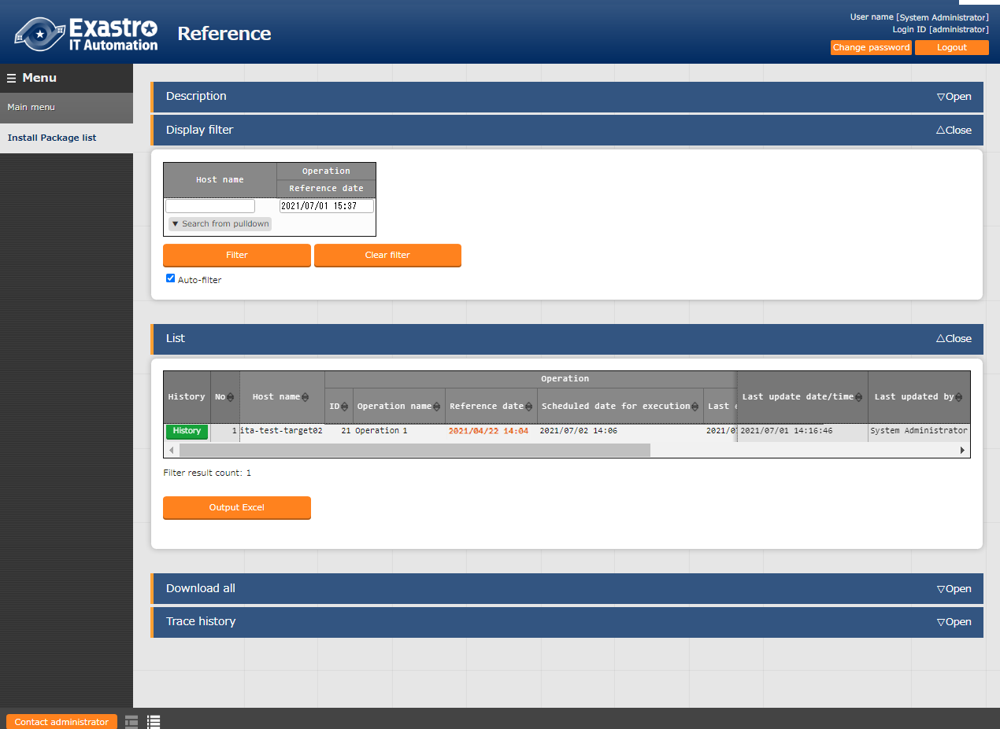 Exastro
IT Automation
Reference
User name [System Administrator]
Login ID [administrator]
Change password
Logout
Menu
Main menu
Install Package list
Description
▽Open
Display filter
△Close
Host name
Operation
Reference date
2021/07/01 15:37
▼ Search from pulldown
Filter
Clear filter
Auto-filter
List
△Close
History
No
Host name
Operation
ID
Operation name
Reference date
Scheduled date for execution
Last
Last update date/time
Last updated by
History
1
ita-test-target02
21
Operation 1
2021/04/22 14:04
2021/07/02 14:06
2021/0
2021/07/01 14:16:46
System Administrator
Filter result count: 1
Output Excel
Download all
▽Open
Trace history
▽Open
Contact administrator